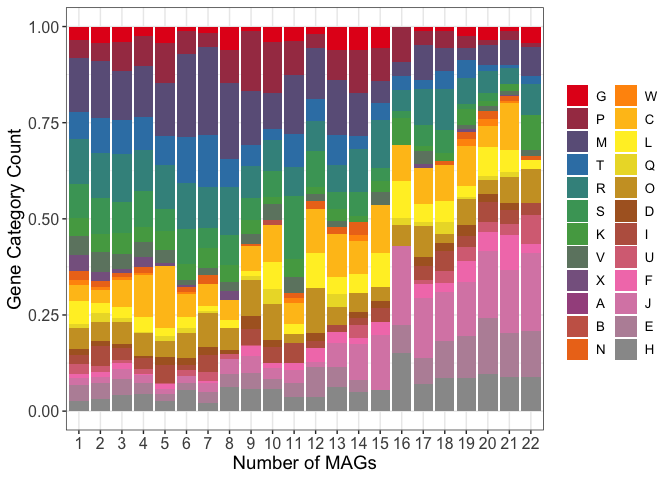 1.00
0.75
0.50
0.25
0.00
Gene Category Count
1 2 3 4 5 6 7 8 9 10 11 12 13 14 15 16 17 18 19 20 21 22
Number of MAGs
G W
P C
M L
T Q
R O
S D
K I
V U
X F
A J
B E
N H